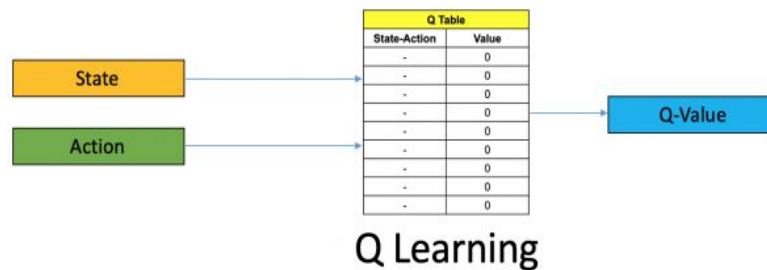 Q Table
State-Action Value
- 0
- 0
- 0
- 0
- 0
- 0
- 0
- 0
- 0
State
Action
Q-Value
Q Learning